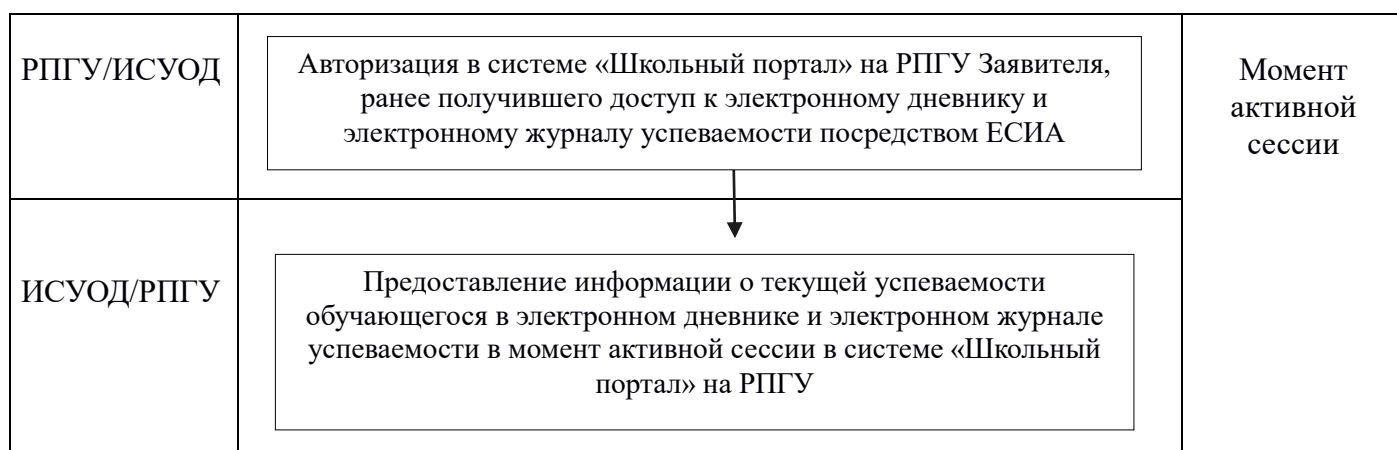 РПГУ/ИСУОД
Авторизация в системе «Школьный портал» на РПГУ Заявителя,
ранее получившего доступ к электронному дневнику и
электронному журналу успеваемости посредством ЕСИА
Момент
активной
сессии
ИСУОД/РПГУ
Предоставление информации о текущей успеваемости
обучающегося в электронном дневнике и электронном журнале
успеваемости в момент активной сессии в системе «Школьный
портал» на РПГУ